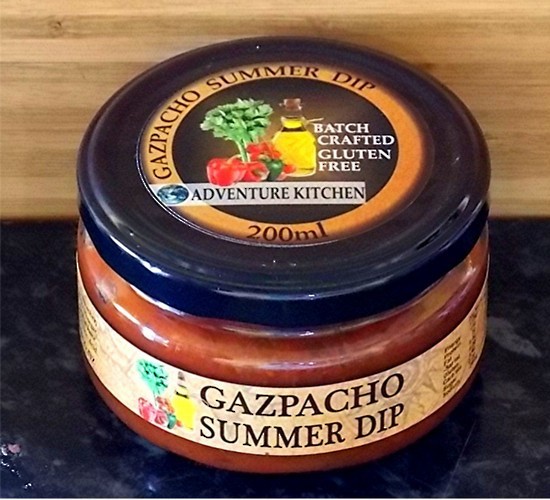 GAZPACHO SUMMER DIP
BATCH
CRAFTED
GLUTEN
FREE
ADVENTURE KITCHEN
200ml
GAZPACHO
SUMMER DIP